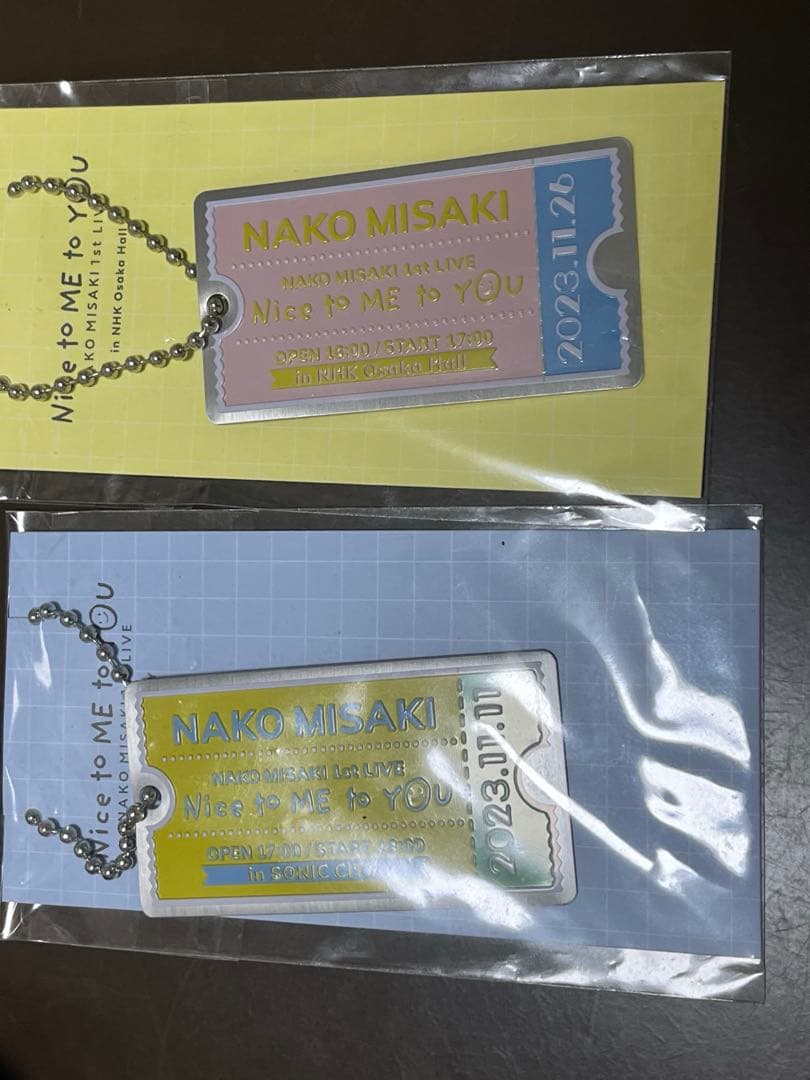 Nice to ME to YOU
KO MISAKI 1st LIV
in NHK Osaka Hall
NAKO MISAKI
NAKO MISAKI 1st LIVE
Nice to ME to YOU
OPEN 16:00 / START 17:00
in NHK Osaka Hall
2023.11.26
Nice to ME to YOU
NAKO MISAKI LIVE
NAKO MISAKI
NAKO MISAKI 1st LIVE
Nice to ME to YOU
OPEN 17:00 / START 18:00
in SONIC
2023.11.11